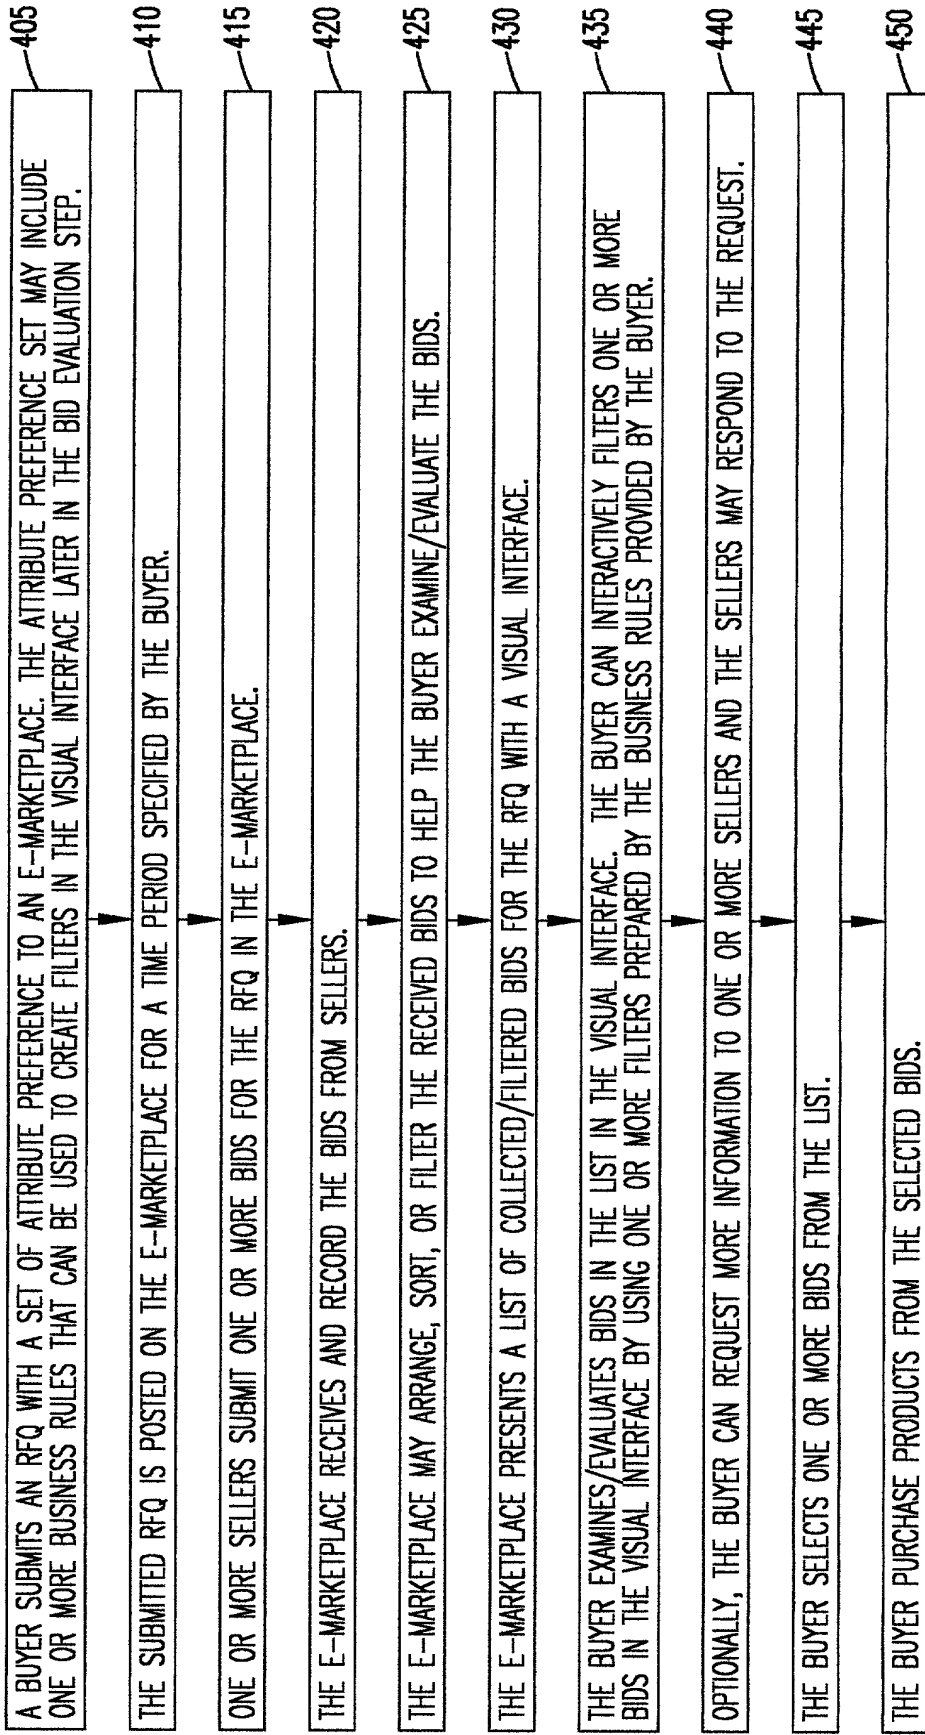 A BUYER SUBMITS AN RFQ WITH A SET OF ATTRIBUTE PREFERENCE TO AN E-MARKETPLACE. THE ATTRIBUTE PREFERENCE SET MAY INCLUDE
ONE OR MORE BUSINESS RULES THAT CAN BE USED TO CREATE FILTERS IN THE VISUAL INTERFACE LATER IN THE BID EVALUATION STEP.
405
THE SUBMITTED RFQ IS POSTED ON THE E-MARKETPLACE FOR A TIME PERIOD SPECIFIED BY THE BUYER.
410
ONE OR MORE SELLERS SUBMIT ONE OR MORE BIDS FOR THE RFQ IN THE E-MARKETPLACE.
415
THE E-MARKETPLACE RECEIVES AND RECORD THE BIDS FROM SELLERS.
420
THE E-MARKETPLACE MAY ARRANGE, SORT, OR FILTER THE RECEIVED BIDS TO HELP THE BUYER EXAMINE/EVALUATE THE BIDS.
425
THE E-MARKETPLACE PRESENTS A LIST OF COLLECTED/FILTERED BIDS FOR THE RFQ WITH A VISUAL INTERFACE.
430
THE BUYER EXAMINES/EVALUATES BIDS IN THE LIST IN THE VISUAL INTERFACE. THE BUYER CAN INTERACTIVELY FILTERS ONE OR MORE
BIDS IN THE VISUAL INTERFACE BY USING ONE OR MORE FILTERS PREPARED BY THE BUSINESS RULES PROVIDED BY THE BUYER.
435
OPTIONALLY, THE BUYER CAN REQUEST MORE INFORMATION TO ONE OR MORE SELLERS AND THE SELLERS MAY RESPOND TO THE REQUEST.
440
THE BUYER SELECTS ONE OR MORE BIDS FROM THE LIST.
445
THE BUYER PURCHASE PRODUCTS FROM THE SELECTED BIDS.
450